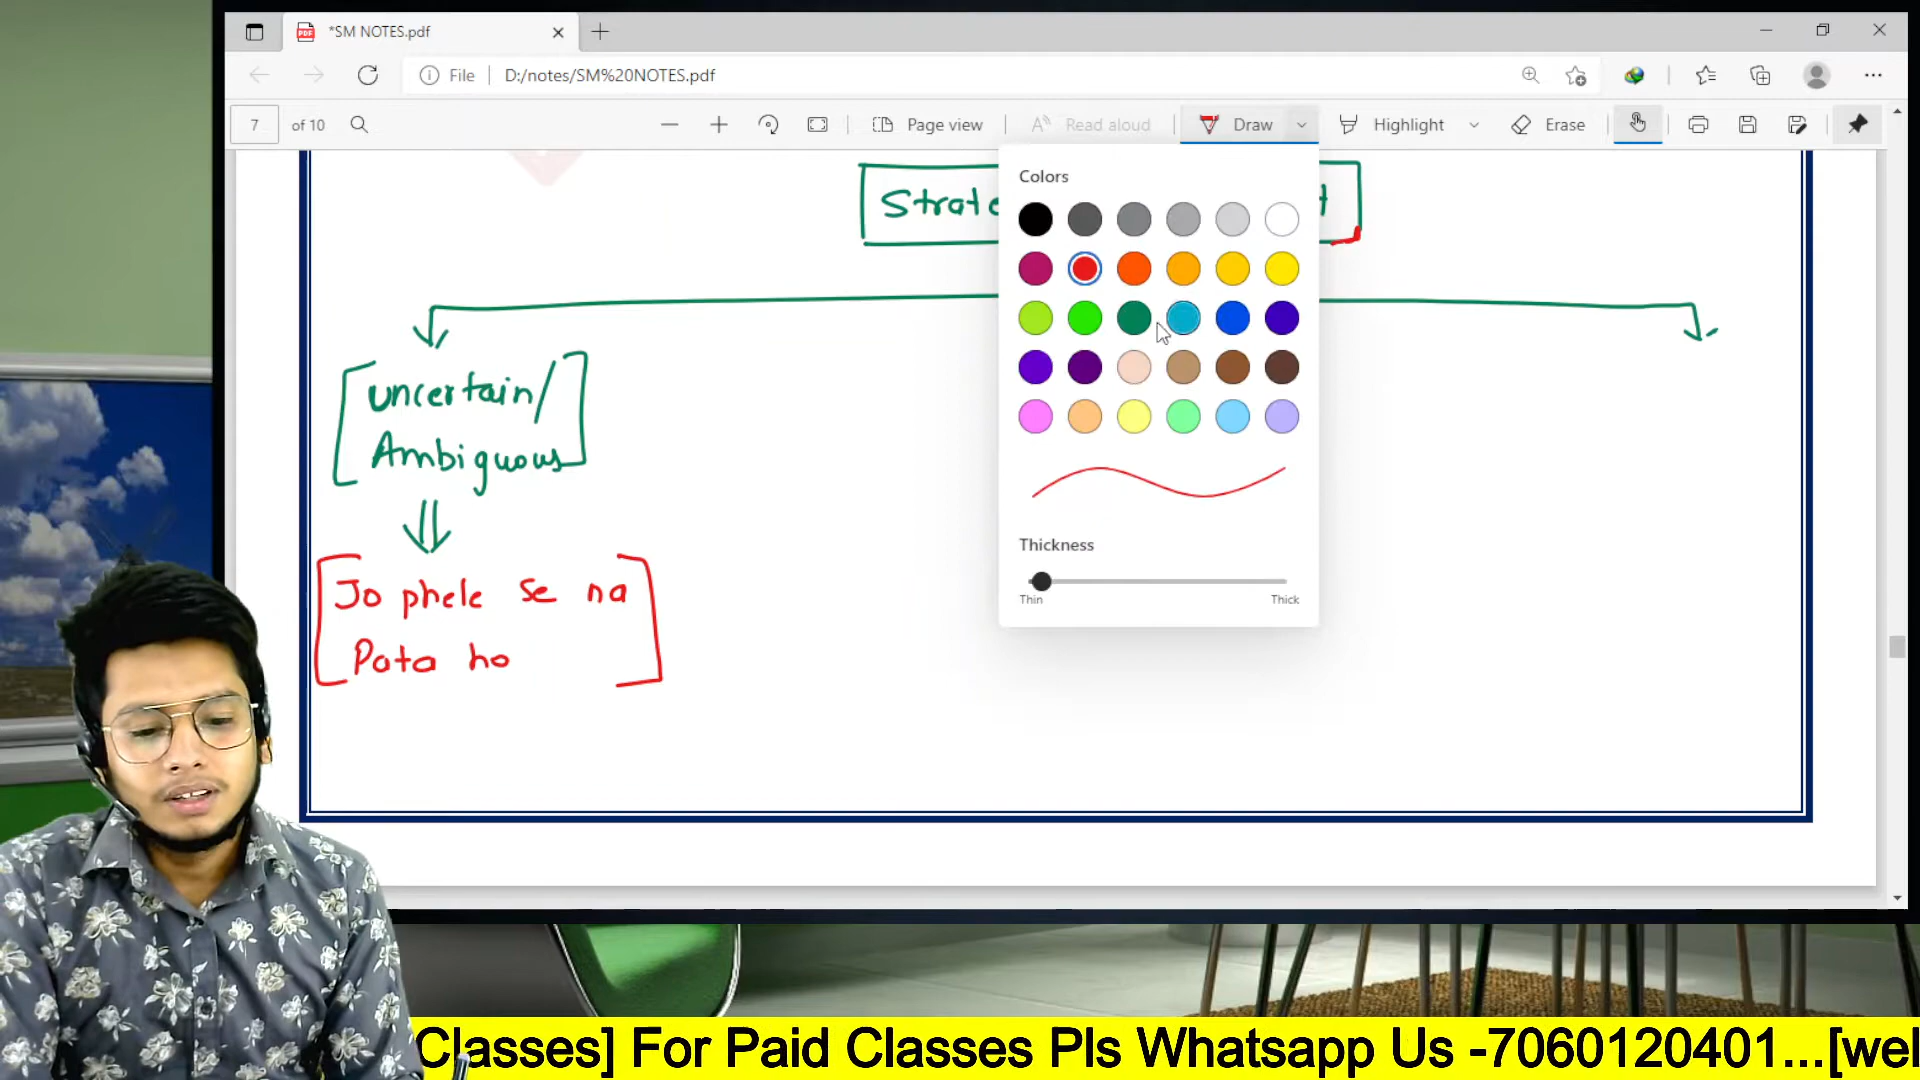 *SM NOTES.pdf
File
D:/notes/SM%20NOTES.pdf
7 of 10
Page view
Read aloud
Draw
Highlight
Erase
Colors
Thickness
Thin
Thick
uncertain/
Ambiguous
Jo phele se na
Pata ho
Classes] For Paid Classes Pls Whatsapp Us -7060120401...[wel